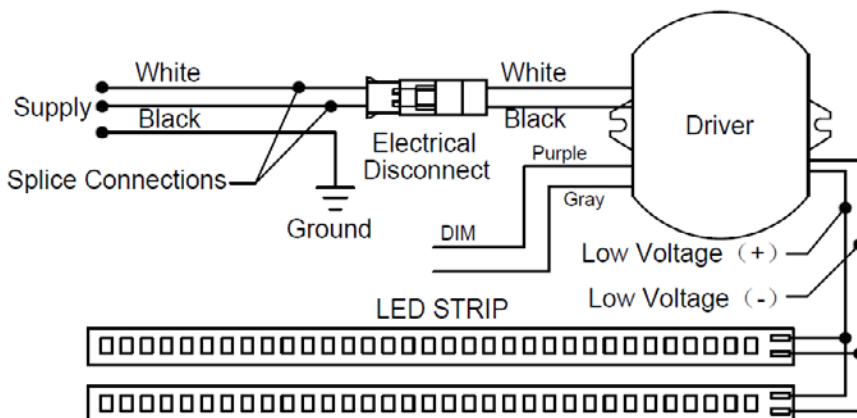 White
White
Supply
Black
Black
Driver
Electrical
Disconnect
Purple
Splice Connections
Gray
Ground
DIM
Low Voltage (+)
Low Voltage (-)
LED STRIP